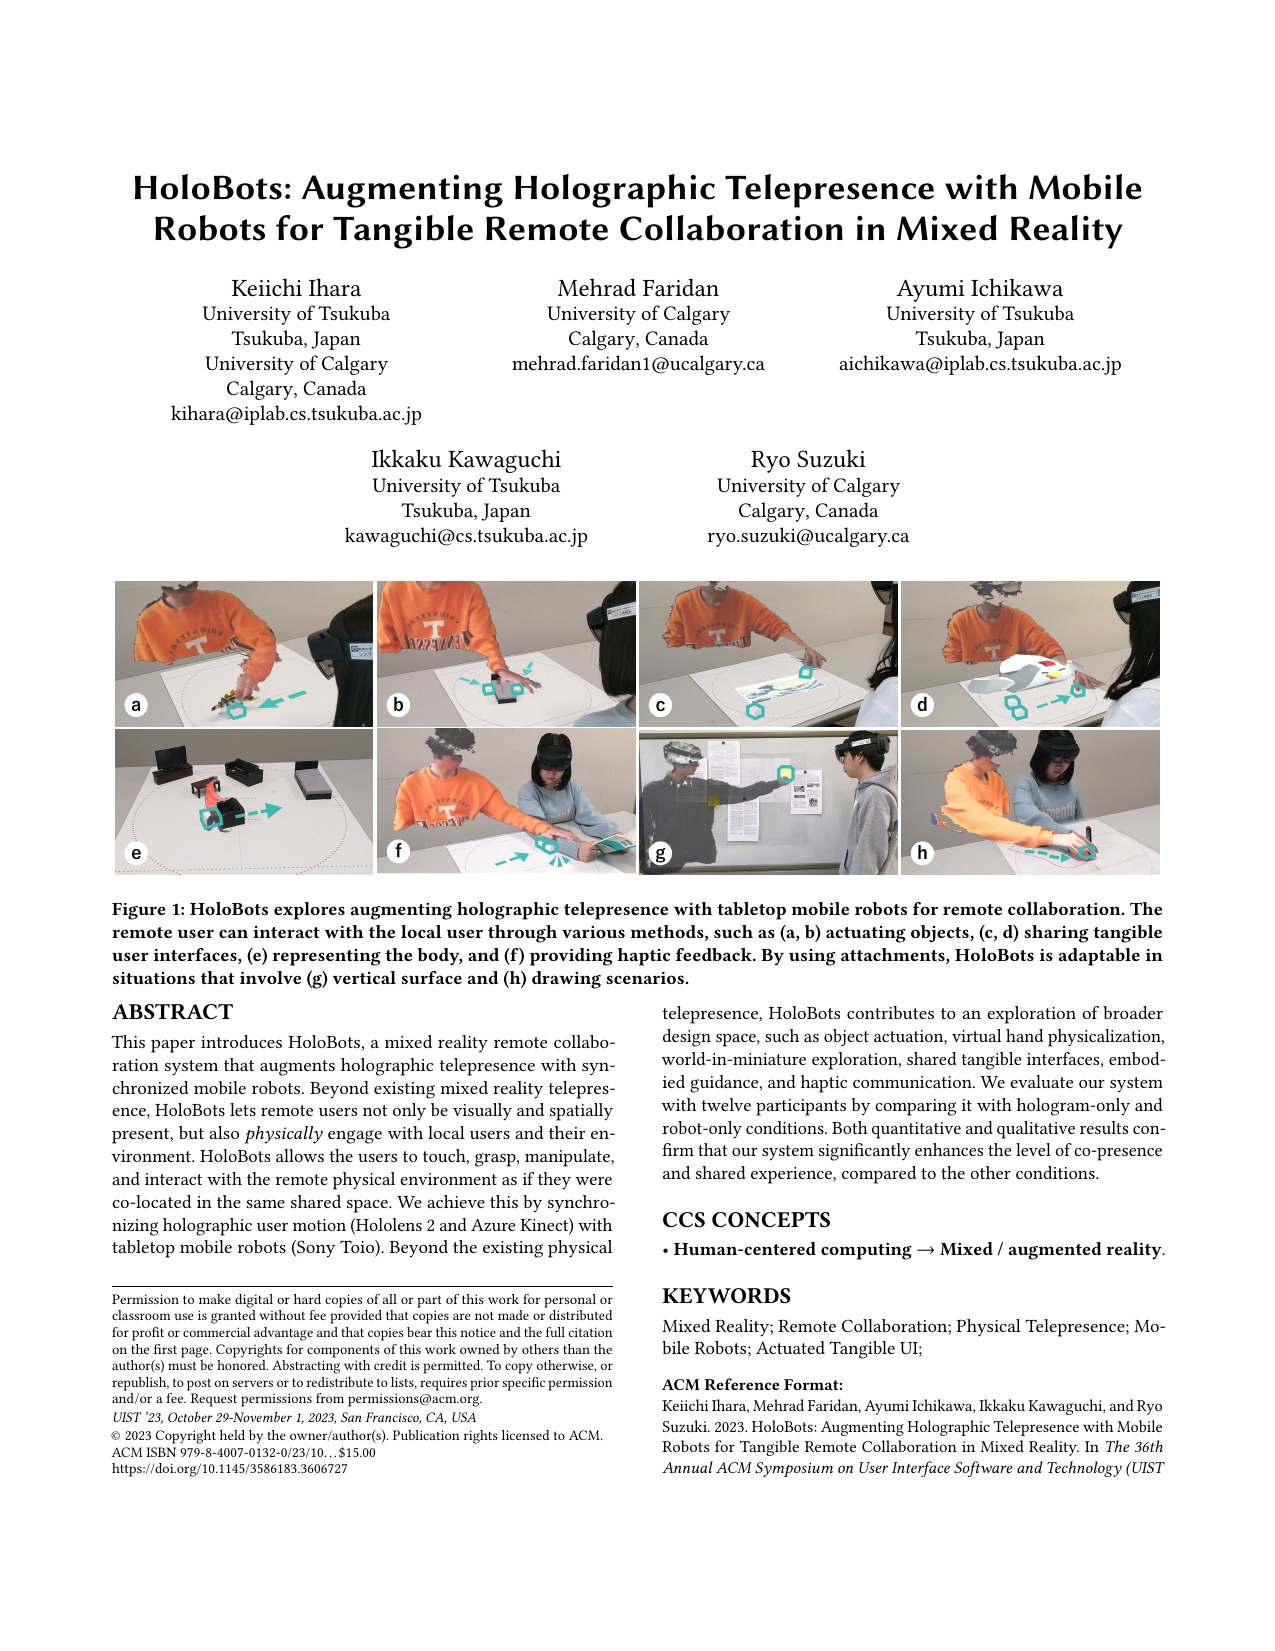 HoloBots: Augmenting Holographic Telepresence with Mobile
Robots for Tangible Remote Collaboration in Mixed Reality
Keiichi Ihara
University of Tsukuba
Tsukuba, Japan
University of Calgary
Calgary, Canada
kihara@iplab.cs.tsukuba.ac.jp
Mehrad Faridan
University of Calgary
Calgary, Canada
mehrad.faridan1@ucalgary.ca
Ayumi Ichikawa
University of Tsukuba
Tsukuba, Japan
aichikawa@iplab.cs.tsukuba.ac.jp
Ikkaku Kawaguchi
University of Tsukuba
Tsukuba, Japan
kawaguchi@cs.tsukuba.ac.jp
Ryo Suzuki
University of Calgary
Calgary, Canada
ryo.suzuki@ucalgary.ca
a
b
c
d
e
f
g
h
Figure 1: HoloBots explores augmenting holographic telepresence with tabletop mobile robots for remote collaboration. The
remote user can interact with the local user through various methods, such as (a, b) actuating objects, (c, d) sharing tangible
user interfaces, (e) representing the body, and (f) providing haptic feedback. By using attachments, HoloBots is adaptable in
situations that involve (g) vertical surface and (h) drawing scenarios.
ABSTRACT
This paper introduces HoloBots, a mixed reality remote collabo-
ration system that augments holographic telepresence with syn-
chronized mobile robots. Beyond existing mixed reality telepres-
ence, HoloBots lets remote users not only be visually and spatially
present, but also physically engage with local users and their en-
vironment. HoloBots allows the users to touch, grasp, manipulate,
and interact with the remote physical environment as if they were
co-located in the same shared space. We achieve this by synchro-
nizing holographic user motion (Hololens 2 and Azure Kinect) with
tabletop mobile robots (Sony Toio). Beyond the existing physical
Permission to make digital or hard copies of all or part of this work for personal or
classroom use is granted without fee provided that copies are not made or distributed
for profit or commercial advantage and that copies bear this notice and the full citation
on the first page. Copyrights for components of this work owned by others than the
author(s) must be honored. Abstracting with credit is permitted. To copy otherwise, or
republish, to post on servers or to redistribute to lists, requires prior specific permission
and/or a fee. Request permissions from permissions@acm.org.
UIST '23, October 29-November 1, 2023, San Francisco, CA, USA
© 2023 Copyright held by the owner/author(s). Publication rights licensed to ACM.
ACM ISBN 979-8-4007-0132-0/23/10...$15.00
https://doi.org/10.1145/3586183.3606727
telepresence, HoloBots contributes to an exploration of broader
design space, such as object actuation, virtual hand physicalization,
world-in-miniature exploration, shared tangible interfaces, embod-
ied guidance, and haptic communication. We evaluate our system
with twelve participants by comparing it with hologram-only and
robot-only conditions. Both quantitative and qualitative results con-
firm that our system significantly enhances the level of co-presence
and shared experience, compared to the other conditions.
CCS CONCEPTS
• Human-centered computing → Mixed / augmented reality.
KEYWORDS
Mixed Reality; Remote Collaboration; Physical Telepresence; Mo-
bile Robots; Actuated Tangible UI;
ACM Reference Format:
Keiichi Ihara, Mehrad Faridan, Ayumi Ichikawa, Ikkaku Kawaguchi, and Ryo
Suzuki. 2023. HoloBots: Augmenting Holographic Telepresence with Mobile
Robots for Tangible Remote Collaboration in Mixed Reality. In The 36th
Annual ACM Symposium on User Interface Software and Technology (UIST